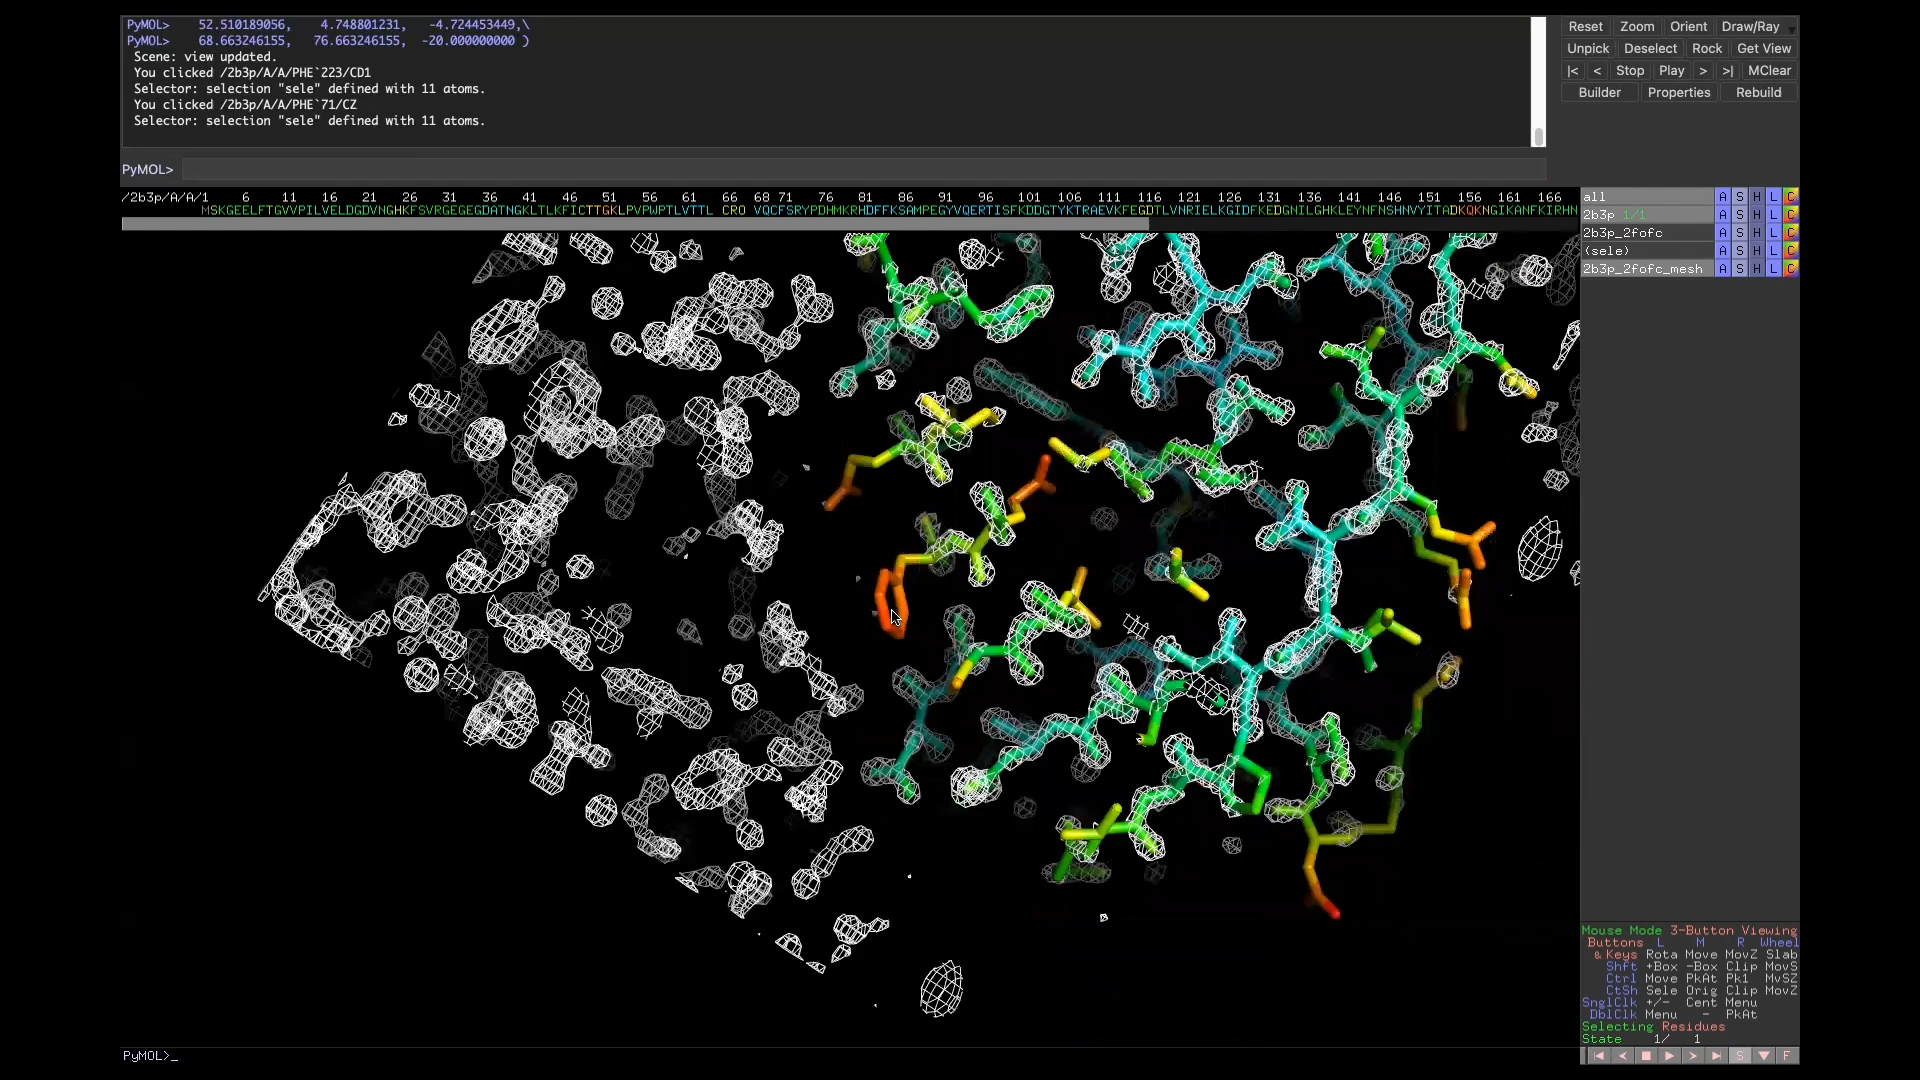 PyMOL> 52.510189056, 4.748801231, -4.724453449,\
PyMOL> 68.663246155, 76.663246155, -20.000000000 )
Scene: view updated.
You clicked /2b3p/A/A/PHE`223/CD1
Selector: selection "sele" defined with 11 atoms.
You clicked /2b3p/A/A/PHE`71/CZ
Selector: selection "sele" defined with 11 atoms.
PyMOL>
Reset Zoom Orient Draw/Ray
Unpick Deselect Rock Get View
|< < Stop Play > >| MClear
Builder Properties Rebuild
/2b3p/A/A/1 6 11 16 21 26 31 36 41 46 51 56 61 66 68 71 76 81 86 91 96 101 106 111 116 121 126 131 136 141 146 151 156 161 166
MSKGEELFTGVVPILVELDGDVNGHKFSVRGEGEGDATNGKLTLKFICTTGKLPVPWPTLVTTL CRO VQCFSRYPDHMKRHDFFKSAMPEGYVQERTISFKDDGTYKTRAEVKFEGDTLVNRIELKGIDFKEDGNILGHKLEYNFNSHNVYITADKQKNGIKANFKIRHN
all A S H L C
2b3p 1/1 A S H L C
2b3p_2fofc A S H L C
(sele) A S H L C
2b3p_2fofc_mesh A S H L C
Mouse Mode 3-Button Viewing
Buttons L M R Wheel
& Keys Rota Move MovZ Slab
Shft +Box -Box Clip MovS
Ctrl Move PkAt Pk1 MvSZ
CtSh Sele Orig Clip MovZ
SnglClk +/- Cent Menu
DblClk Menu - PkAt
Selecting Residues
State 1/ 1
S F
PyMOL>_